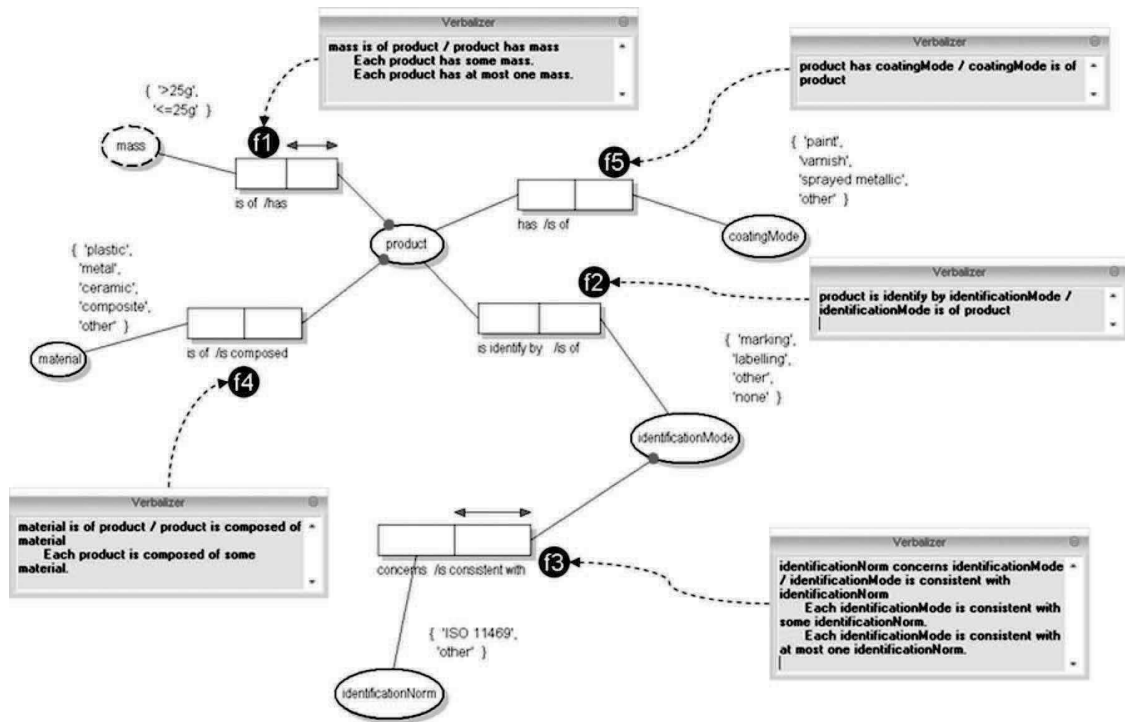 Verbalizer
mass is of product / product has mass
Each product has some mass.
Each product has at most one mass.
Verbalizer
product has coatingMode / coatingMode is of
product
{ '>25g',
'<=25g' }
mass
f1
is of /has
f5
has /is of
{ 'paint',
'varnish',
'sprayed metallic',
'other' }
coatingMode
product
{ 'plastic',
'metal',
'ceramic',
'composite',
'other' }
material
is of /is composed
f4
f2
is identify by /is of
Verbalizer
product is identify by identificationMode /
identificationMode is of product
{ 'marking',
'labelling',
'other',
'none' }
identificationMode
Verbalizer
material is of product / product is composed of
material
Each product is composed of some
material.
concerns /is consistent with
f3
Verbalizer
identificationNorm concerns identificationMode
/ identificationMode is consistent with
identificationNorm
Each identificationMode is consistent with
some identificationNorm.
Each identificationMode is consistent with
at most one identificationNorm.
{ 'ISO 11469',
'other' }
identificationNorm